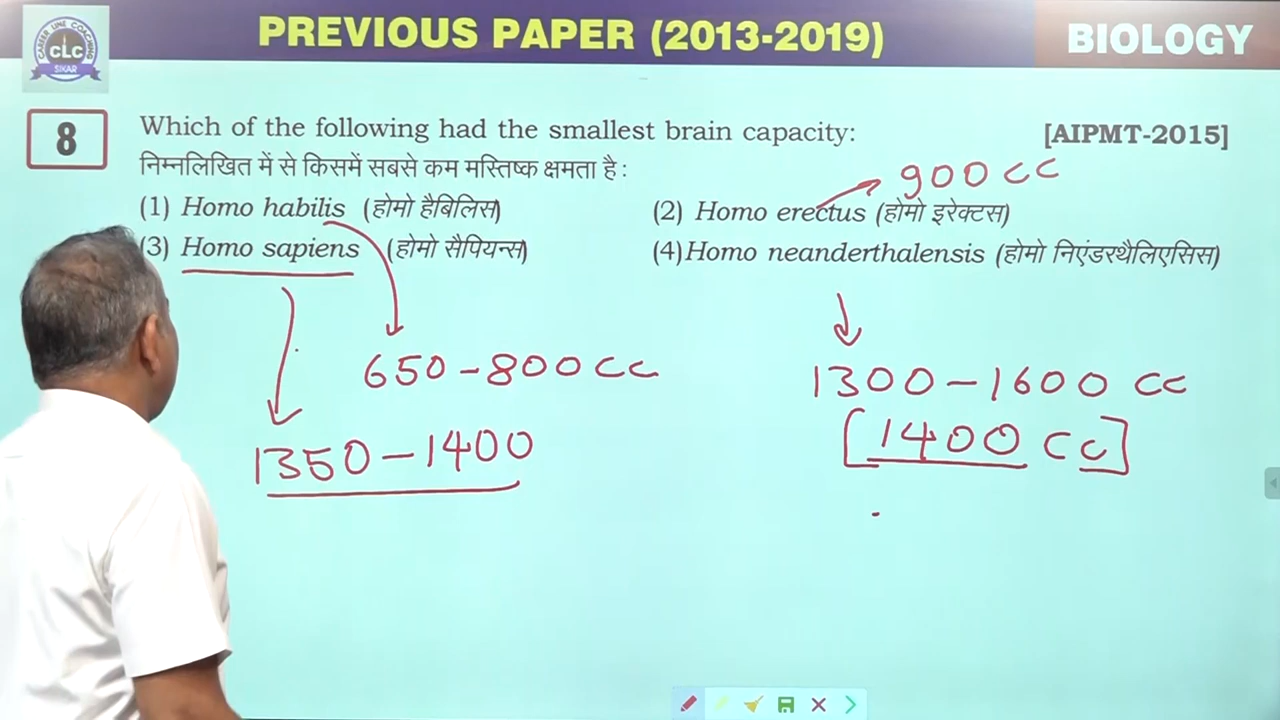 PREVIOUS PAPER (2013-2019)
BIOLOGY
CAREER LINE COACHING
CLC
SIKAR
8
Which of the following had the smallest brain capacity: [AIPMT-2015]
निम्नलिखित में से किसमें सबसे कम मस्तिष्क क्षमता है :
900 cc
(1) Homo habilis (होमो हैबिलिस) (2) Homo erectus (होमो इरेक्टस)
(3) Homo sapiens (होमो सैपियन्स) (4) Homo neanderthalensis (होमो निएंडरथैलिएसिस)
650-800 cc
1300-1600 cc
1350-1400
[1400 cc]